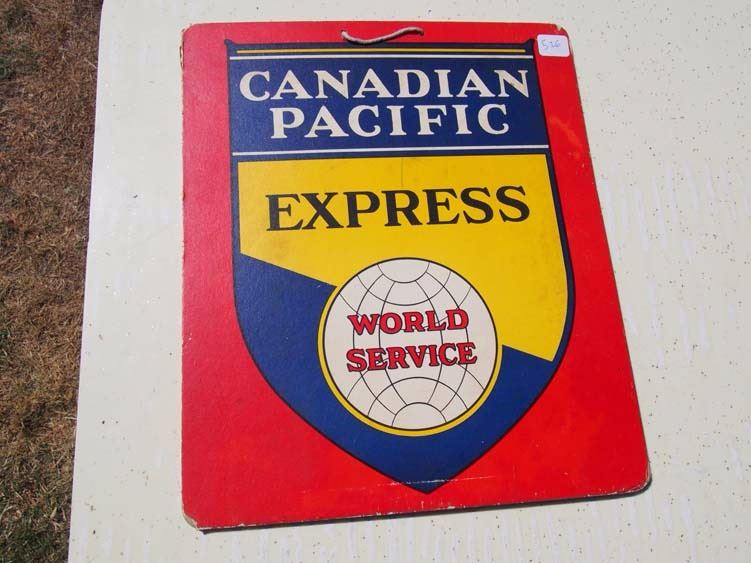 CANADIAN
PACIFIC
EXPRESS
WORLD
SERVICE